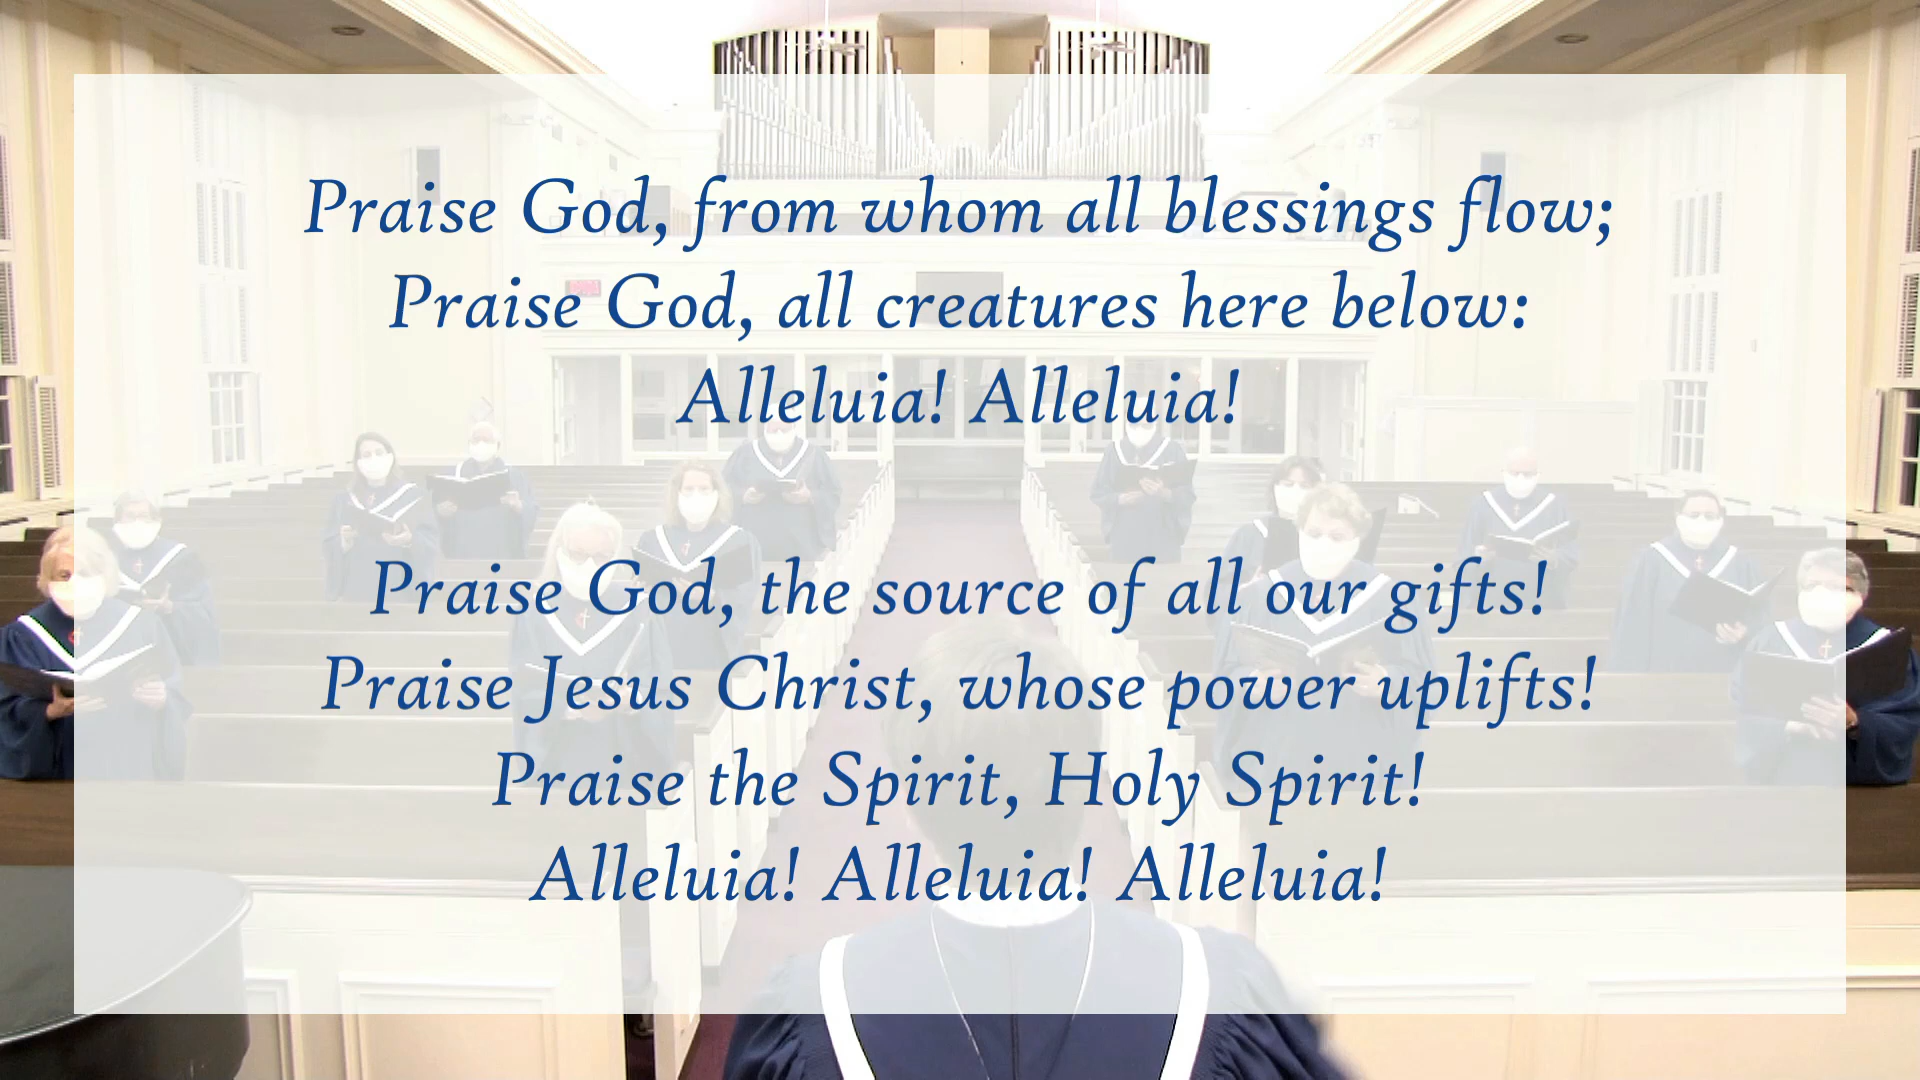 Praise God, from whom all blessings flow;
Praise God, all creatures here below:
Alleluia! Alleluia!
Praise God, the source of all our gifts!
Praise Jesus Christ, whose power uplifts!
Praise the Spirit, Holy Spirit!
Alleluia! Alleluia! Alleluia!